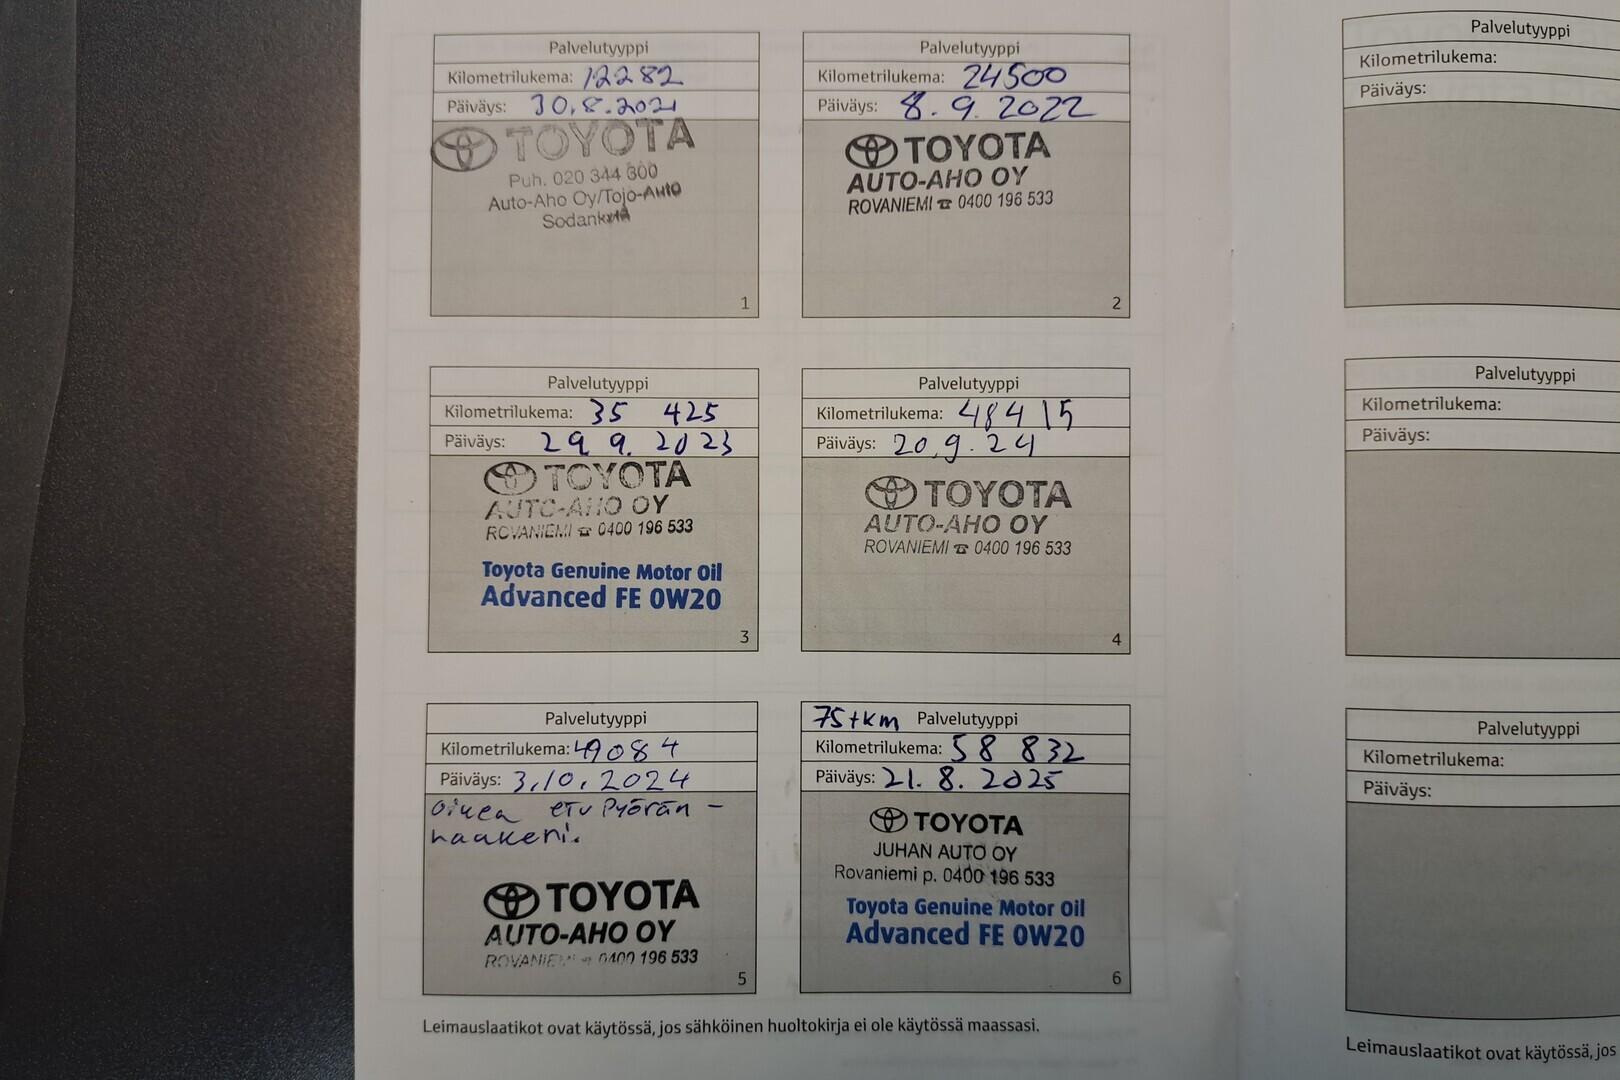 Palvelutyyppi
Kilometrilukema: 12282
Päiväys: 30.8.2021
TOYOTA
Puh. 020 344 600
Auto-Aho Oy/Tojo-Auto
Sodankylä
1
Palvelutyyppi
Kilometrilukema: 24500
Päiväys: 8.9.2022
TOYOTA
AUTO-AHO OY
ROVANIEMI ☎ 0400 196 533
2
Palvelutyyppi
Kilometrilukema: 35 425
Päiväys: 29.9.2023
TOYOTA
AUTO-AHO OY
ROVANIEMI ☎ 0400 196 533
Toyota Genuine Motor Oil
Advanced FE 0W20
3
Palvelutyyppi
Kilometrilukema: 48415
Päiväys: 20.9.24
TOYOTA
AUTO-AHO OY
ROVANIEMI ☎ 0400 196 533
4
Palvelutyyppi
Kilometrilukema: 49084
Päiväys: 3.10.2024
oikea etu pyörän-
naakeni.
TOYOTA
AUTO-AHO OY
ROVANIEMI ☎ 0400 196 533
5
75tkm Palvelutyyppi
Kilometrilukema: 58 832
Päiväys: 21.8.2025
TOYOTA
JUHAN AUTO OY
Rovaniemi p. 0400 196 533
Toyota Genuine Motor Oil
Advanced FE 0W20
6
Leimauslaatikot ovat käytössä, jos sähköinen huoltokirja ei ole käytössä maassasi.
Palvelutyyppi
Kilometrilukema:
Päiväys:
Palvelutyyppi
Kilometrilukema:
Päiväys:
Palvelutyyppi
Kilometrilukema:
Päiväys:
Leimauslaatikot ovat käytössä, jos